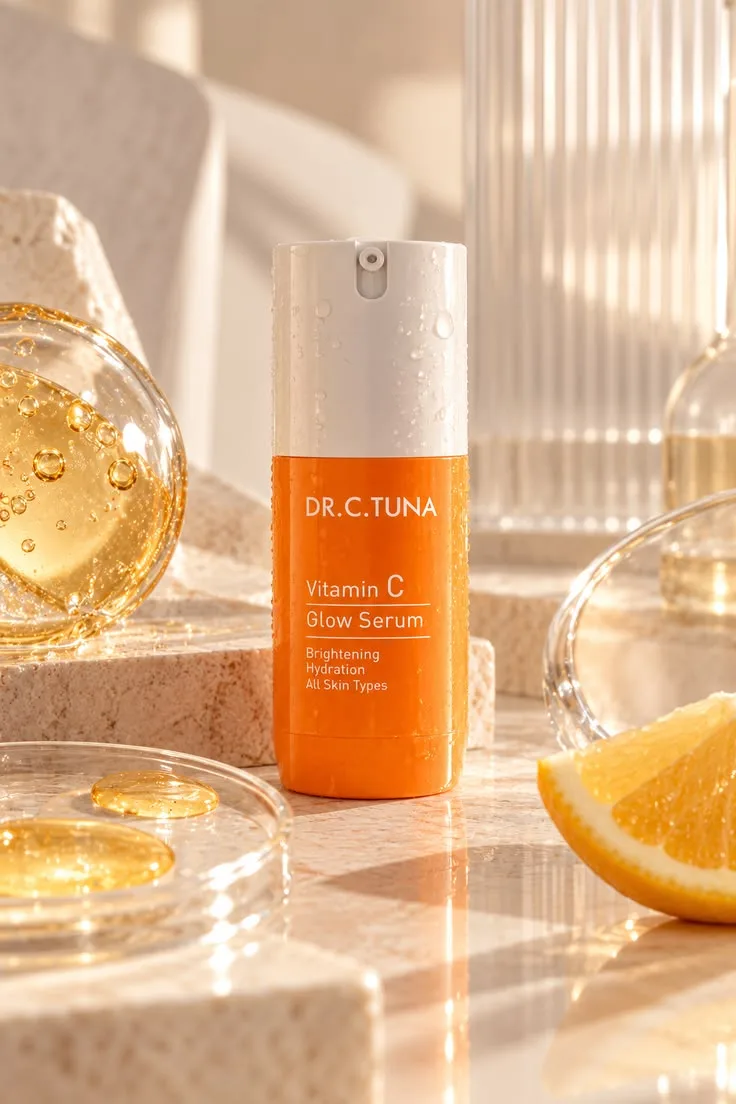 DR.C.TUNA
Vitamin C
Glow Serum
Brightening
Hydration
All Skin Types